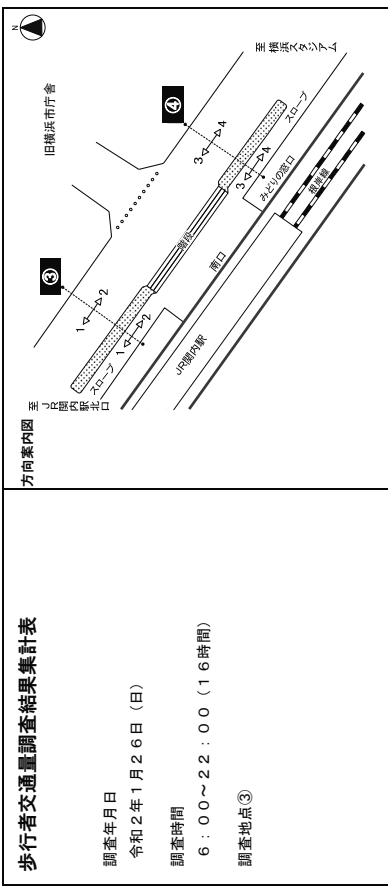 歩行者交通量調査結果集計表
調査年月日
令和２年１月２６日（日）
調査時間
６：００～２２：００（１６時間）
調査地点③
方向案内図
N
旧横浜市庁舎
至 横浜スタジアム
至 ＪＲ関内駅北口
③
④
1
2
1
2
3
4
3
4
スロープ
階段
スロープ
みどりの窓口
南口
ＪＲ関内駅
根岸線